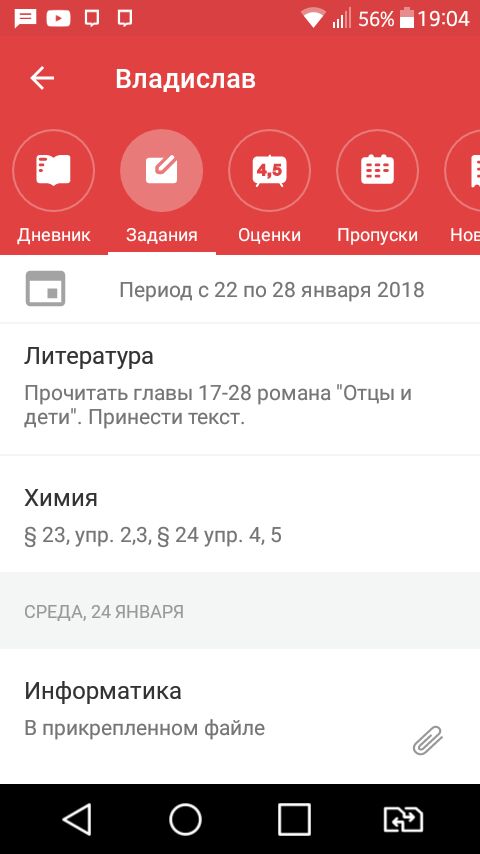 56% 19:04
Владислав
4,5
Дневник Задания Оценки Пропуски Нов
Период с 22 по 28 января 2018
Литература
Прочитать главы 17-28 романа "Отцы и
дети". Принести текст.
Химия
§ 23, упр. 2,3, § 24 упр. 4, 5
СРЕДА, 24 ЯНВАРЯ
Информатика
В прикрепленном файле